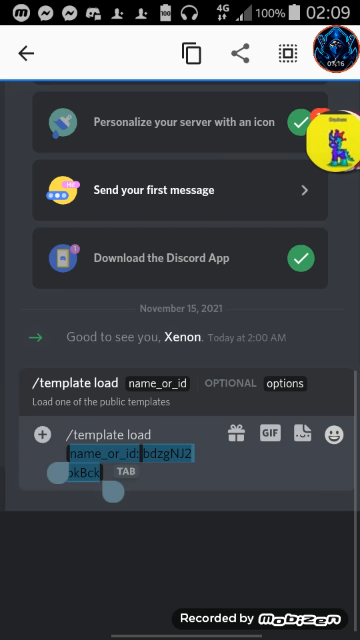 4G 100% 02:09
07:16
Personalize your server with an icon
Send your first message
Download the Discord App
November 15, 2021
Good to see you, Xenon. Today at 2:00 AM
/template load name_or_id OPTIONAL options
Load one of the public templates
/template load
name_or_id: bdzgNJ2
pkBck TAB
GIF
Recorded by MOBIZEN